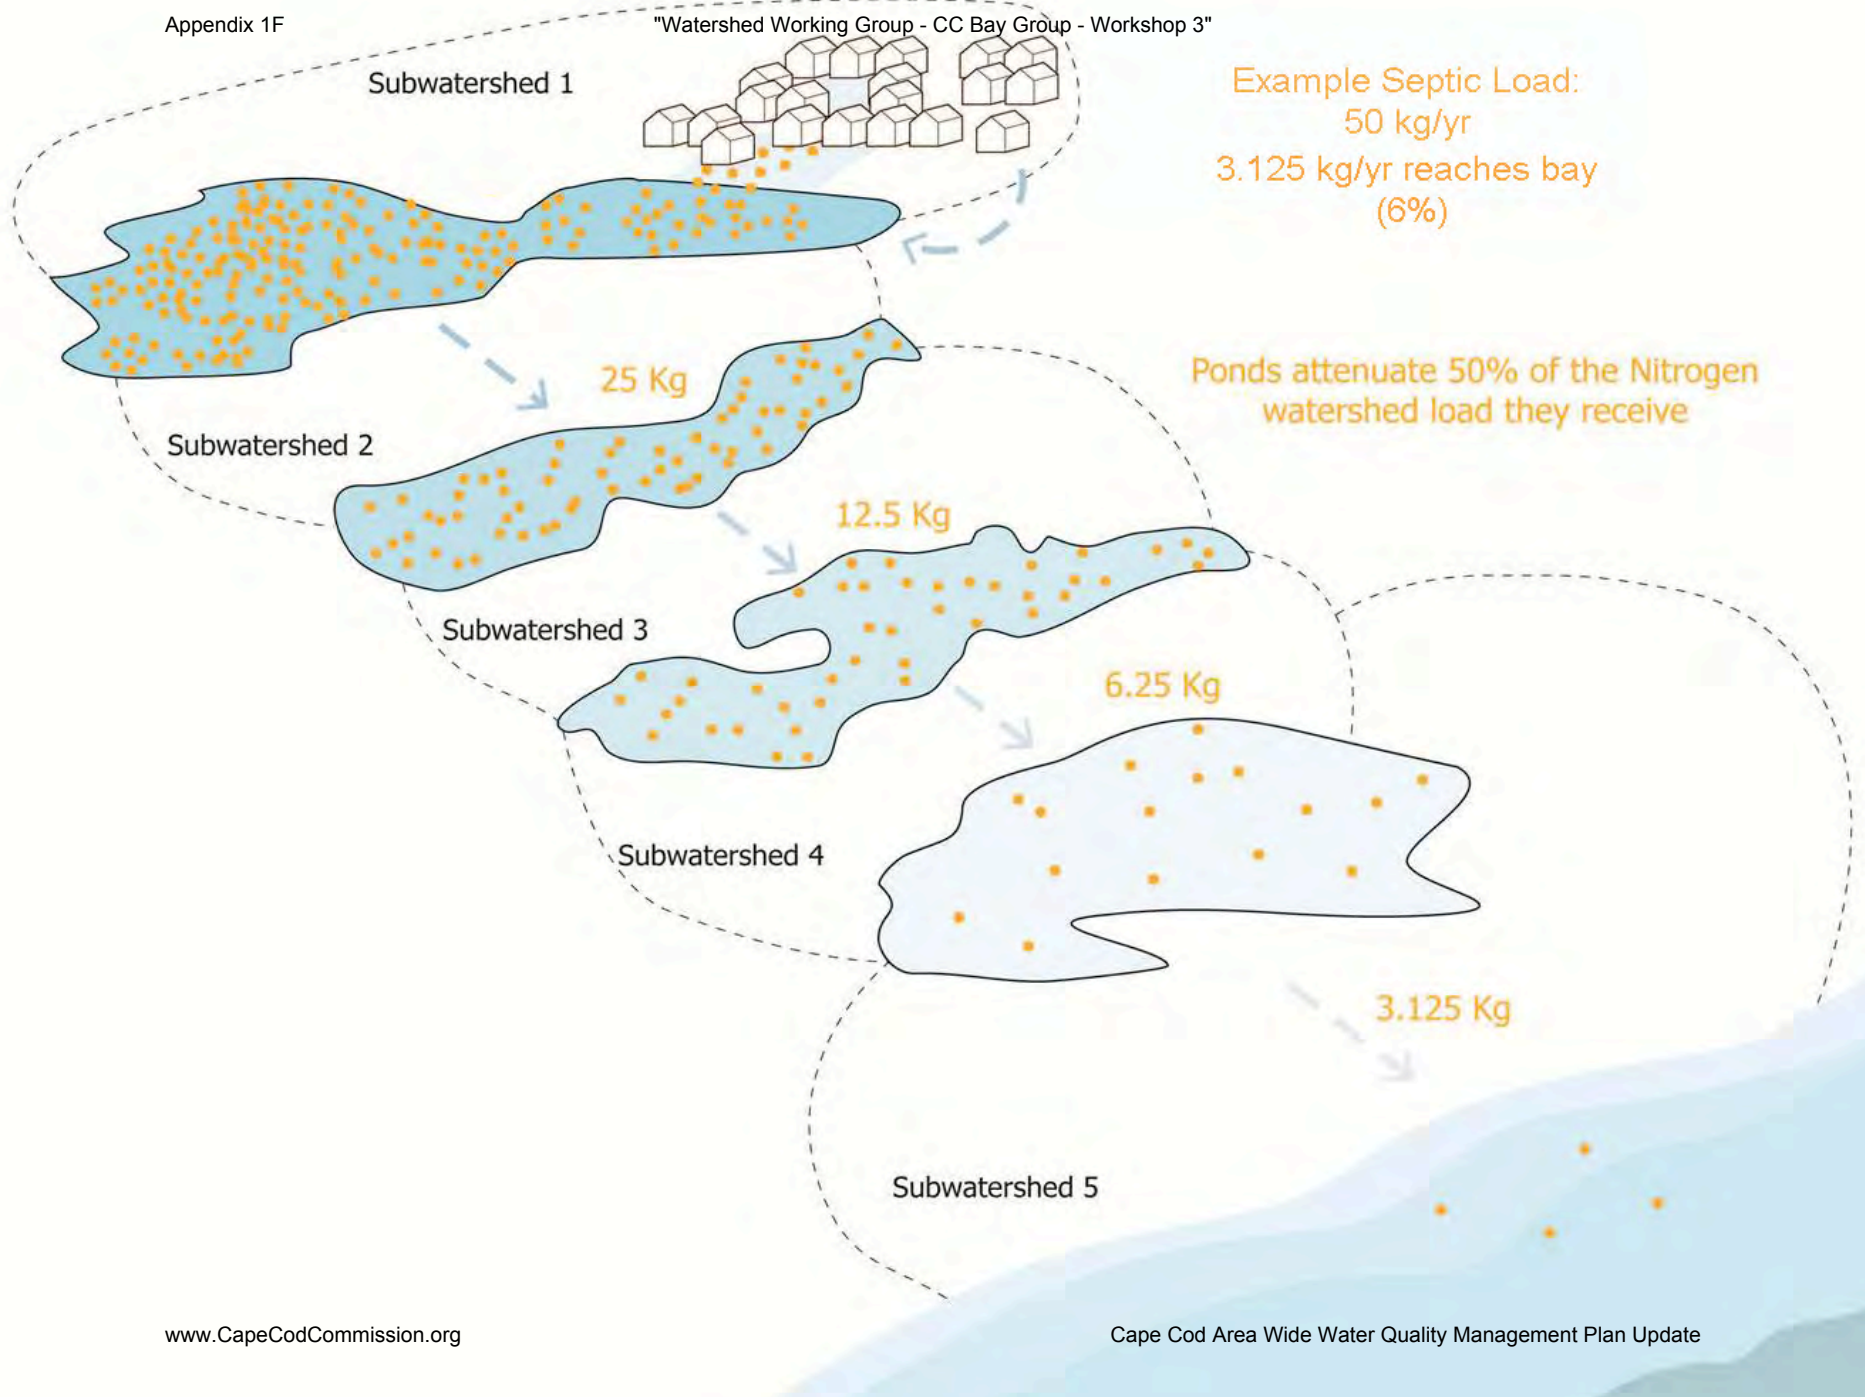 Appendix 1F
"Watershed Working Group - CC Bay Group - Workshop 3"
Subwatershed 1
Example Septic Load:
50 kg/yr
3.125 kg/yr reaches bay
(6%)
25 Kg
Ponds attenuate 50% of the Nitrogen
watershed load they receive
Subwatershed 2
12.5 Kg
Subwatershed 3
6.25 Kg
Subwatershed 4
3.125 Kg
Subwatershed 5
www.CapeCodCommission.org
Cape Cod Area Wide Water Quality Management Plan Update